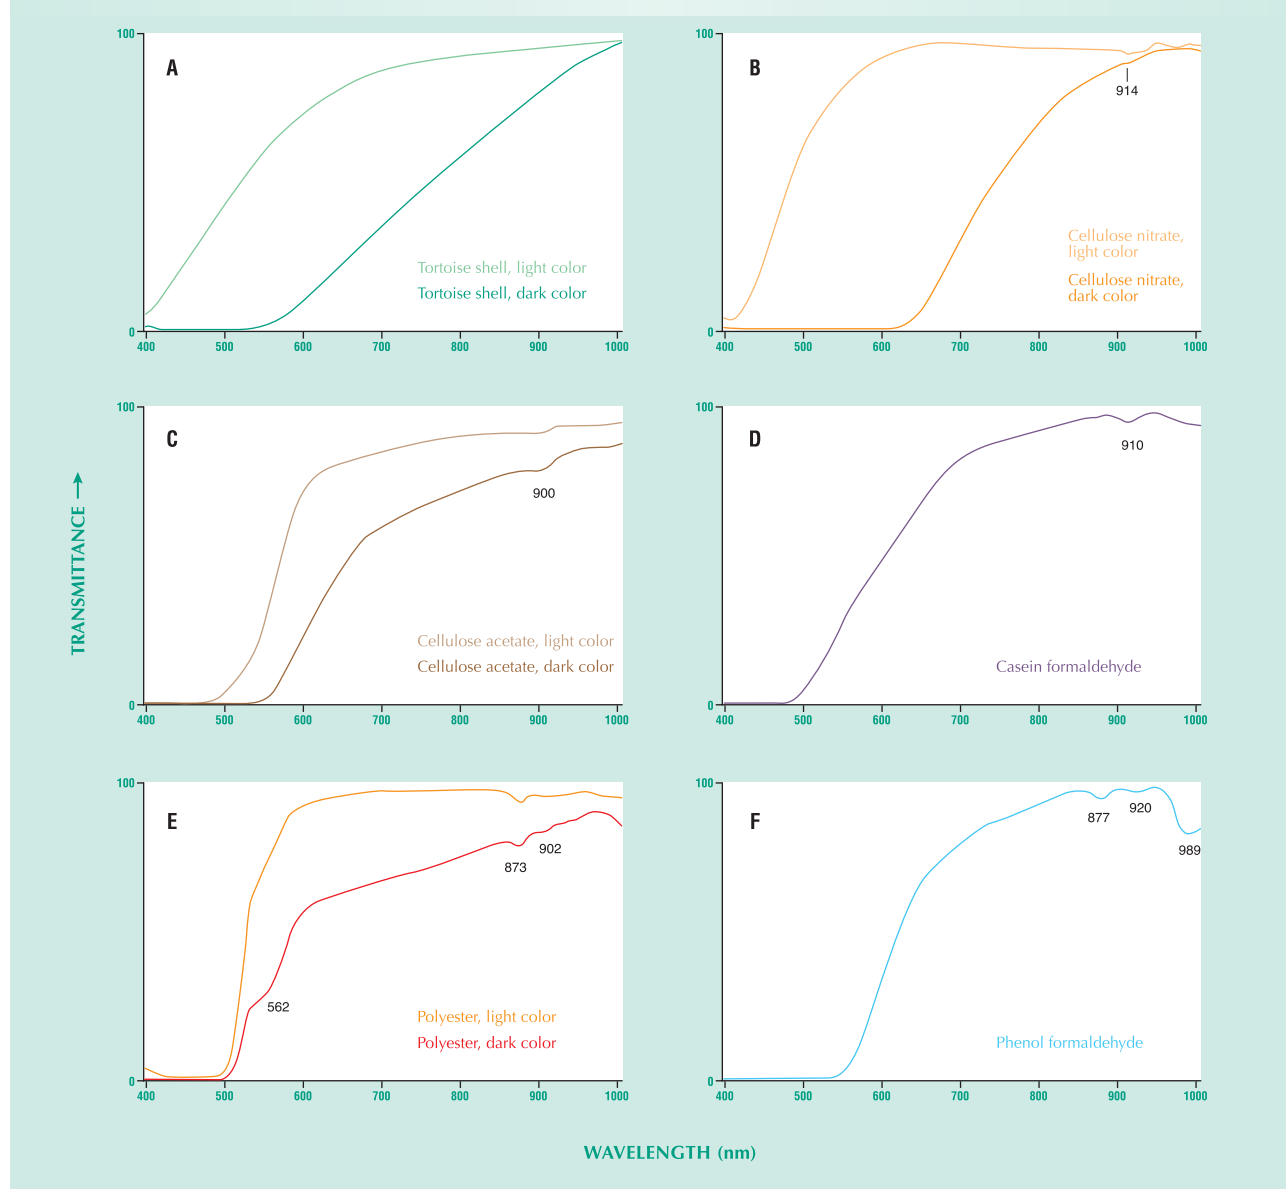 100
A
Tortoise shell, light color
Tortoise shell, dark color
0
400 500 600 700 800 900 1000
100
B
914
Cellulose nitrate,
light color
Cellulose nitrate,
dark color
0
400 500 600 700 800 900 1000
100
C
900
Cellulose acetate, light color
Cellulose acetate, dark color
0
400 500 600 700 800 900 1000
100
D
910
Casein formaldehyde
0
400 500 600 700 800 900 1000
TRANSMITTANCE
100
E
902
873
562
Polyester, light color
Polyester, dark color
0
400 500 600 700 800 900 1000
100
F
920
877
989
Phenol formaldehyde
0
400 500 600 700 800 900 1000
WAVELENGTH (nm)